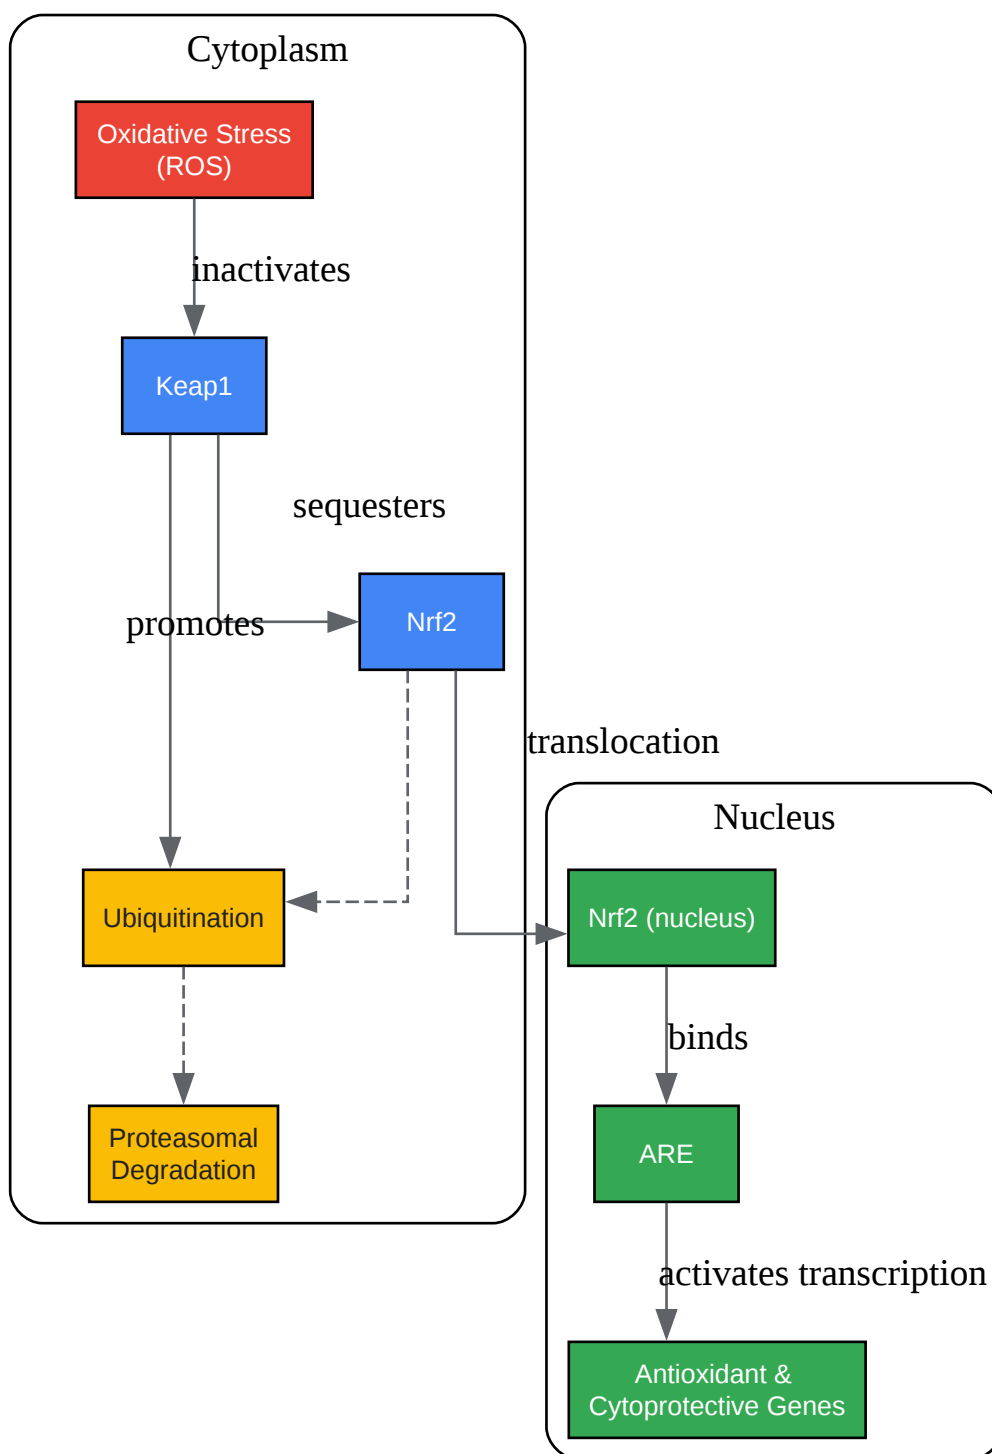 Cytoplasm
Oxidative Stress
(ROS)
inactivates
Keap1
sequesters
promotes
Nrf2
translocation
Nucleus
Ubiquitination
Nrf2 (nucleus)
binds
Proteasomal
Degradation
ARE
activates transcription
Antioxidant &
Cytoprotective Genes